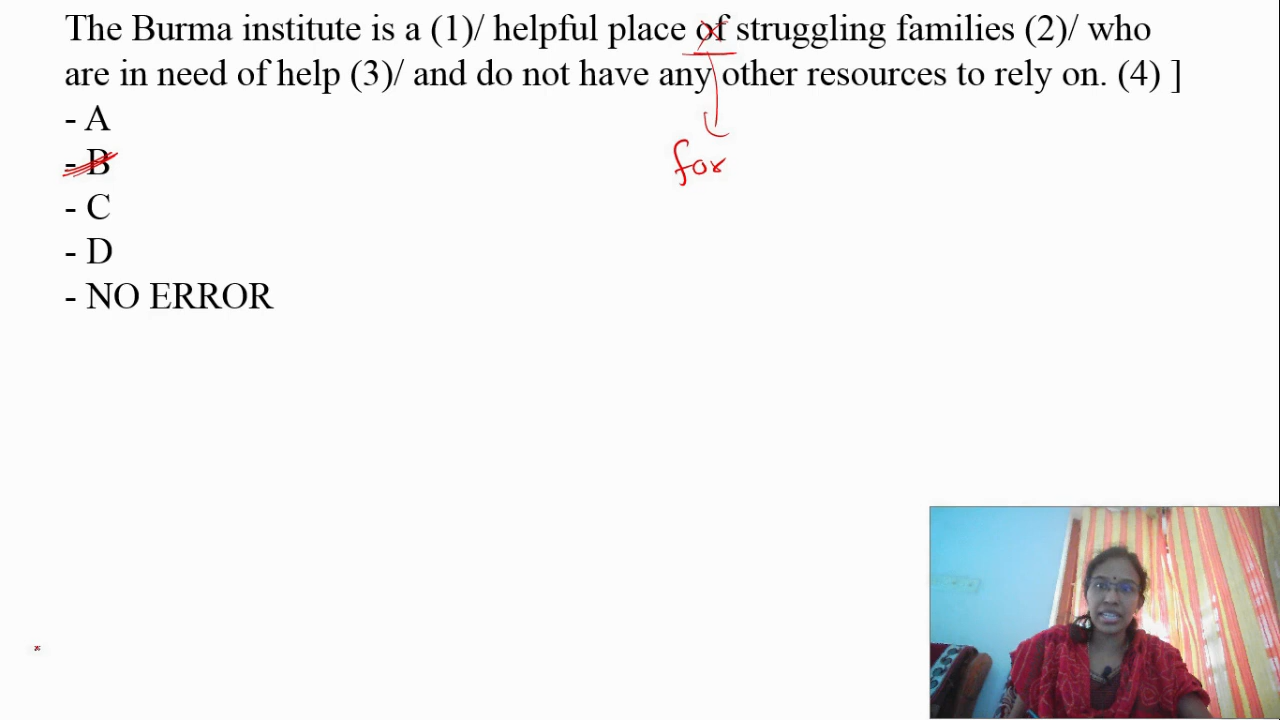 The Burma institute is a (1)/ helpful place of struggling families (2)/ who
are in need of help (3)/ and do not have any other resources to rely on. (4) ]
- A
- B
for
- C
- D
- NO ERROR